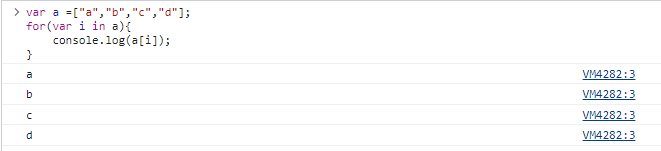 > var a =["a","b","c","d"];
for(var i in a){
    console.log(a[i]);
}
a VM4282:3
b VM4282:3
c VM4282:3
d VM4282:3